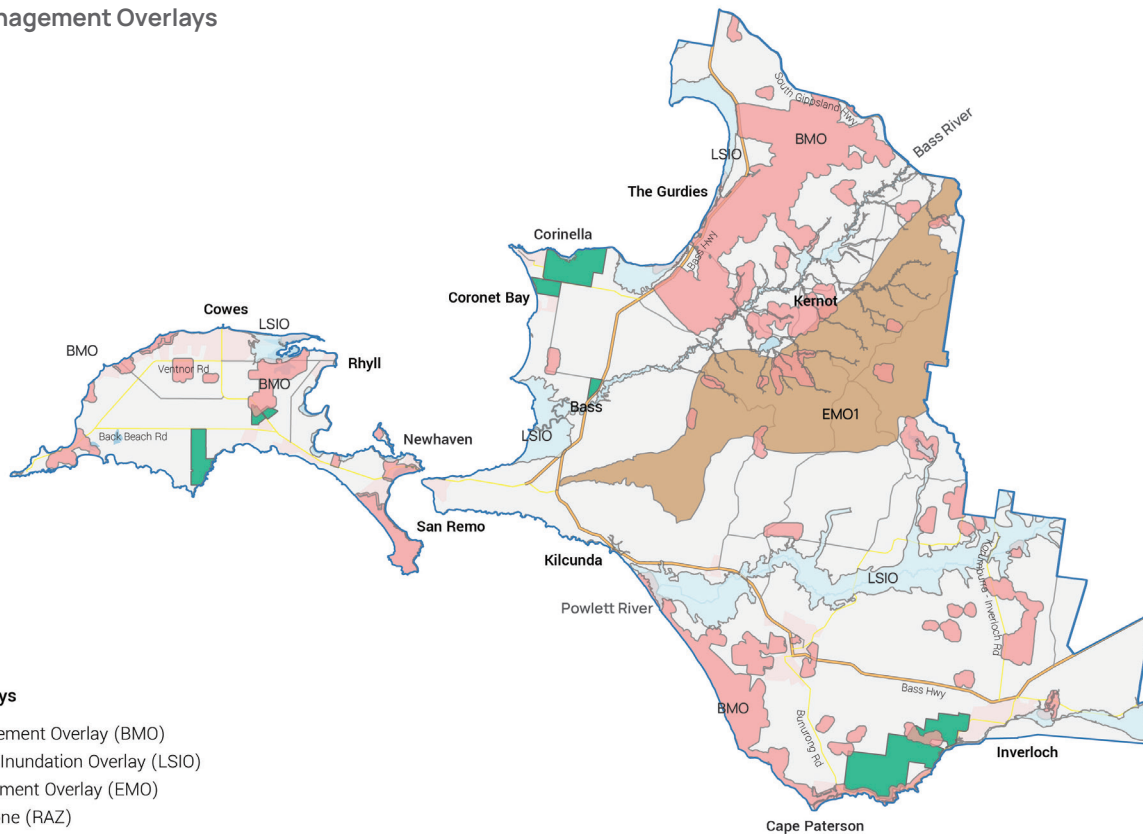 nagement Overlays
South Gippsland Hwy
BMO
Bass River
LSIO
The Gurdies
Corinella
Bass Hwy
Coronet Bay
Kernot
Cowes
LSIO
BMO
Rhyll
Ventnor Rd
BMO
Bass
EMO1
Back Beach Rd
Newhaven
LSIO
San Remo
Kilcunda
LSIO
Powlett River
Korumburra - Inverloch Rd
ys
Bass Hwy
BMO
Bunurong Rd
ement Overlay (BMO)
Inundation Overlay (LSIO)
Inverloch
ment Overlay (EMO)
ne (RAZ)
Cape Paterson